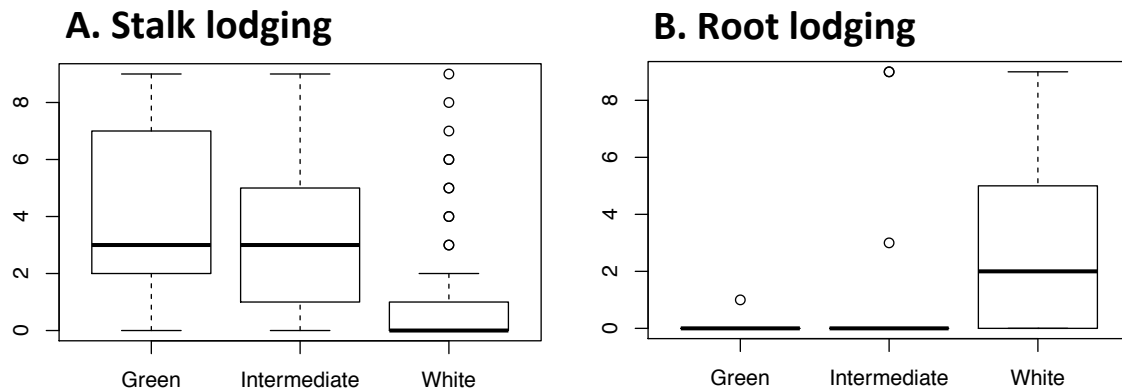 A. Stalk lodging
8
6
4
2
0
Green Intermediate White
B. Root lodging
8
6
4
2
0
Green Intermediate White